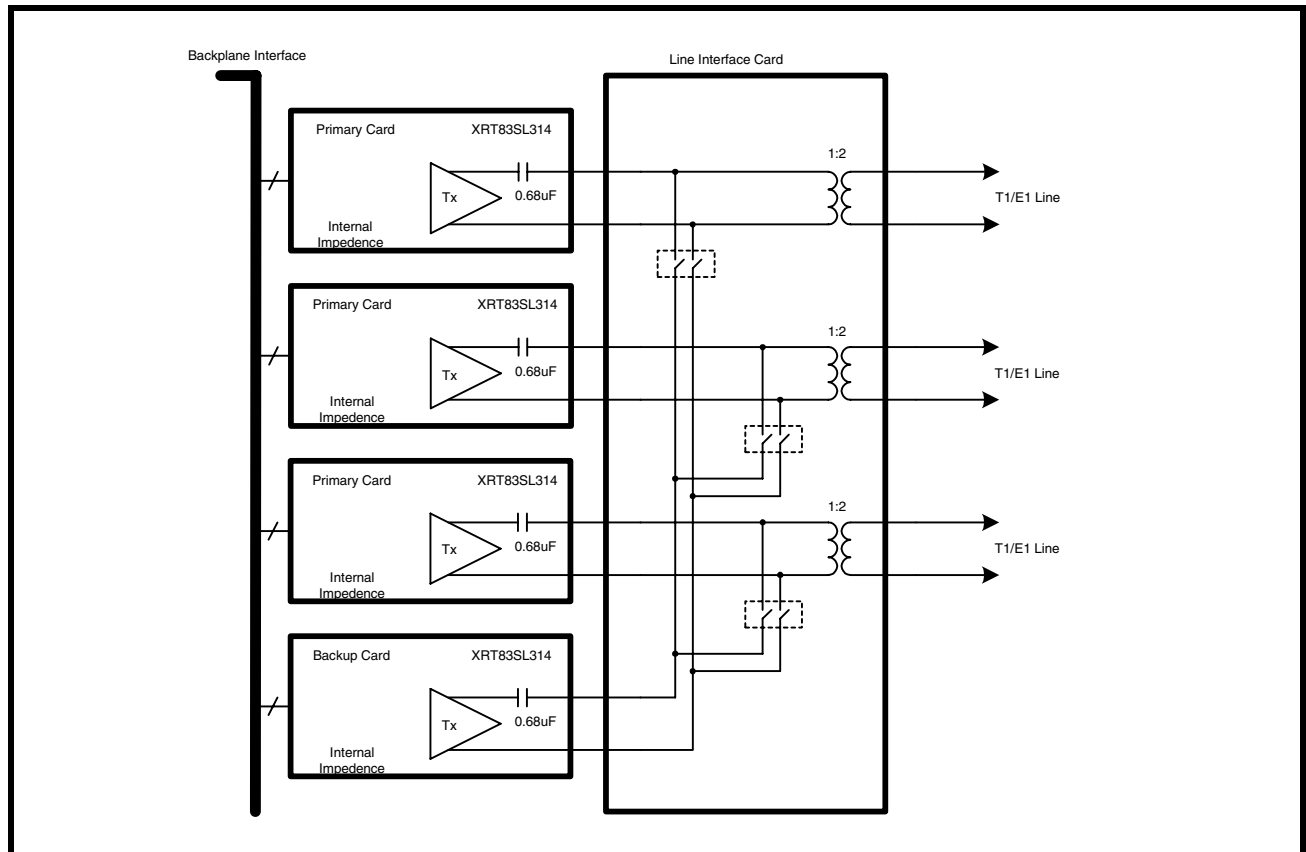 Backplane Interface
Line Interface Card
Primary Card
XRT83SL314
Tx
0.68uF
Internal
Impedence
1:2
T1/E1 Line
Primary Card
XRT83SL314
Tx
0.68uF
Internal
Impedence
1:2
T1/E1 Line
Primary Card
XRT83SL314
Tx
0.68uF
Internal
Impedence
1:2
T1/E1 Line
Backup Card
XRT83SL314
Tx
0.68uF
Internal
Impedence